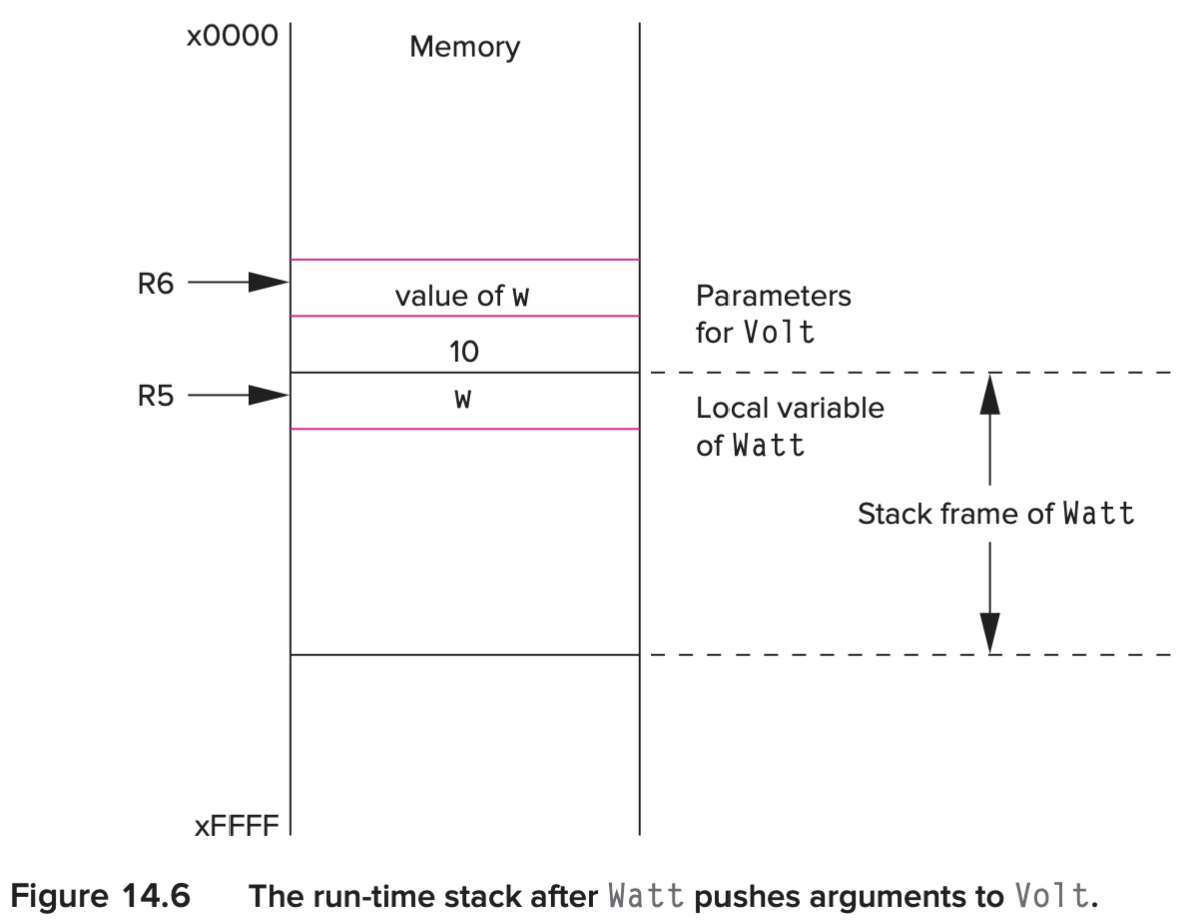 x0000
Memory
R6
value of W
Parameters
for Volt
10
R5
W
Local variable
of Watt
Stack frame of Watt
xFFFF
Figure 14.6 The run-time stack after Watt pushes arguments to Volt.